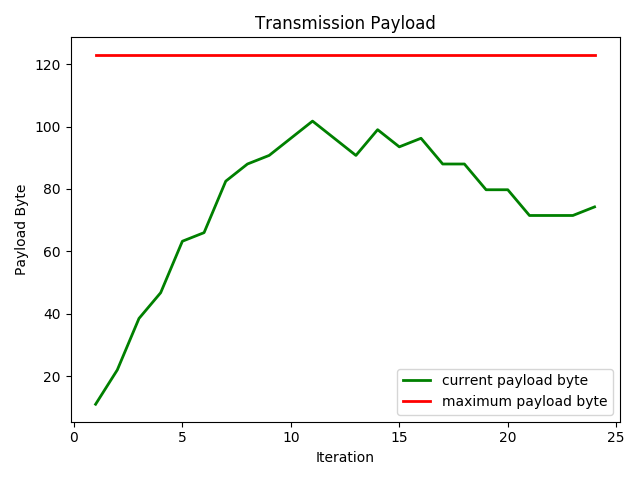 Transmission Payload
Payload Byte
120
100
80
60
40
20
0
5
10
15
20
25
Iteration
current payload byte
maximum payload byte